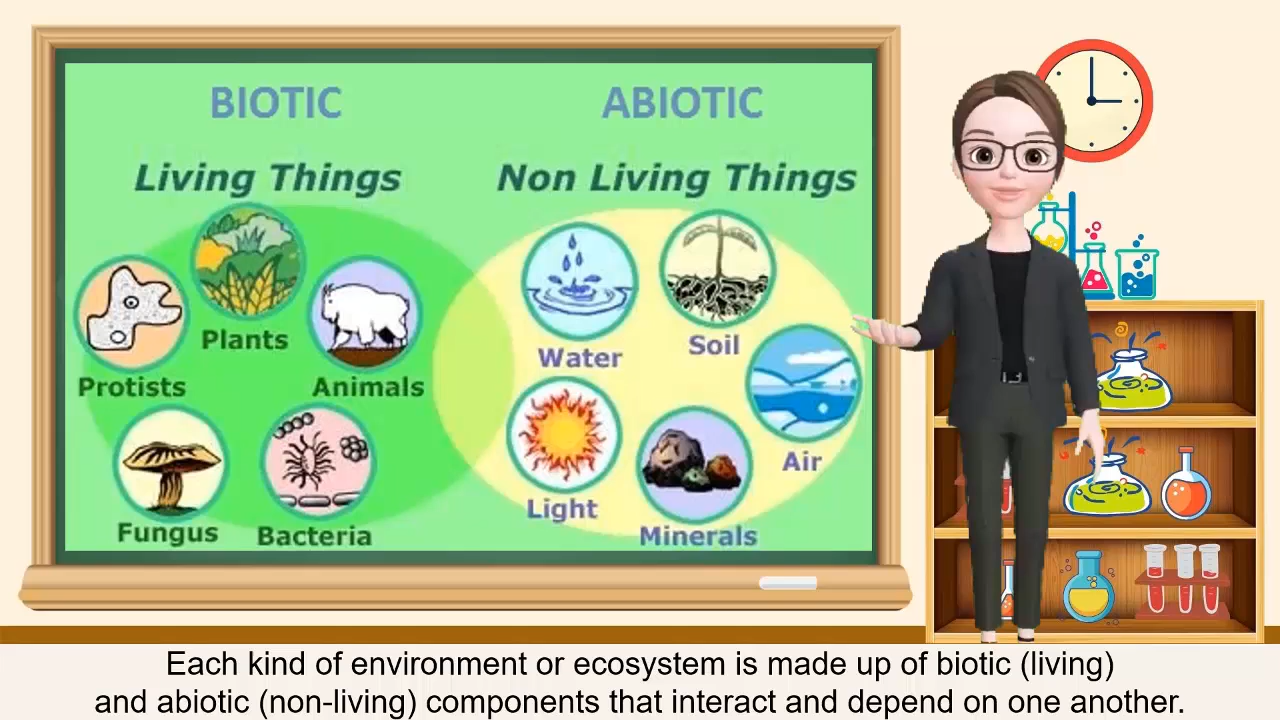 BIOTIC ABIOTIC
Living Things Non Living Things
Plants
Protists
Animals
Fungus
Bacteria
Water
Soil
Air
Light
Minerals
Each kind of environment or ecosystem is made up of biotic (living)
and abiotic (non-living) components that interact and depend on one another.